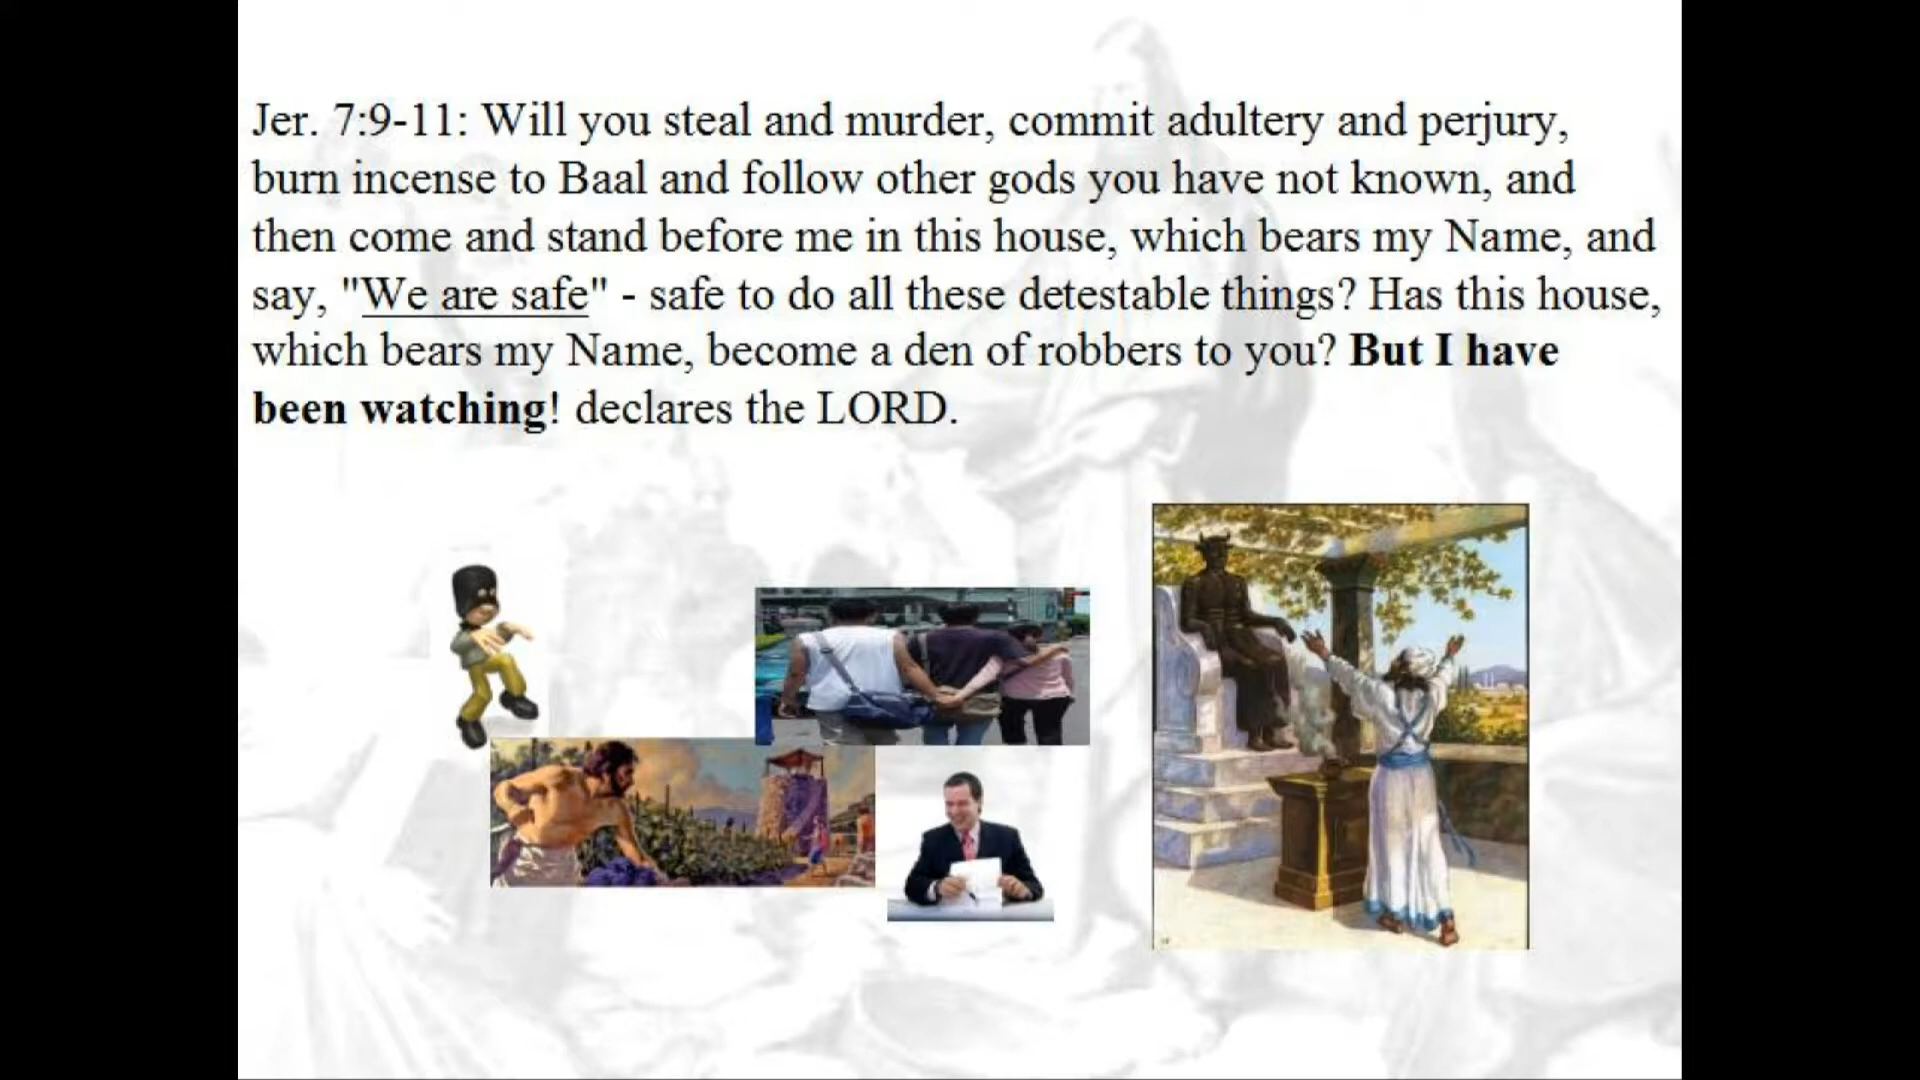 Jer. 7:9-11: Will you steal and murder, commit adultery and perjury,
burn incense to Baal and follow other gods you have not known, and
then come and stand before me in this house, which bears my Name, and
say, "We are safe" - safe to do all these detestable things? Has this house,
which bears my Name, become a den of robbers to you? But I have
been watching! declares the LORD.